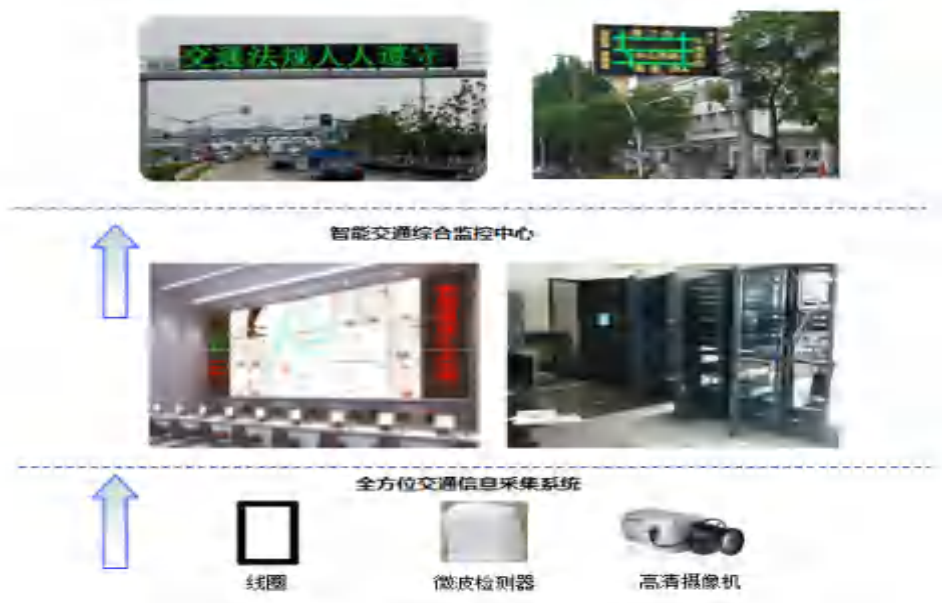 交通法规人人遵守
智能交通综合监控中心
全方位交通信息采集系统
线圈
微波检测器
高清摄像机